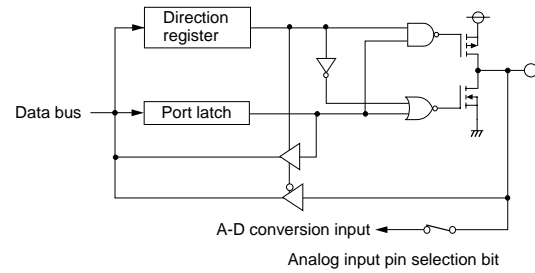 Direction
register
Data bus
Port latch
A-D conversion input
Analog input pin selection bit